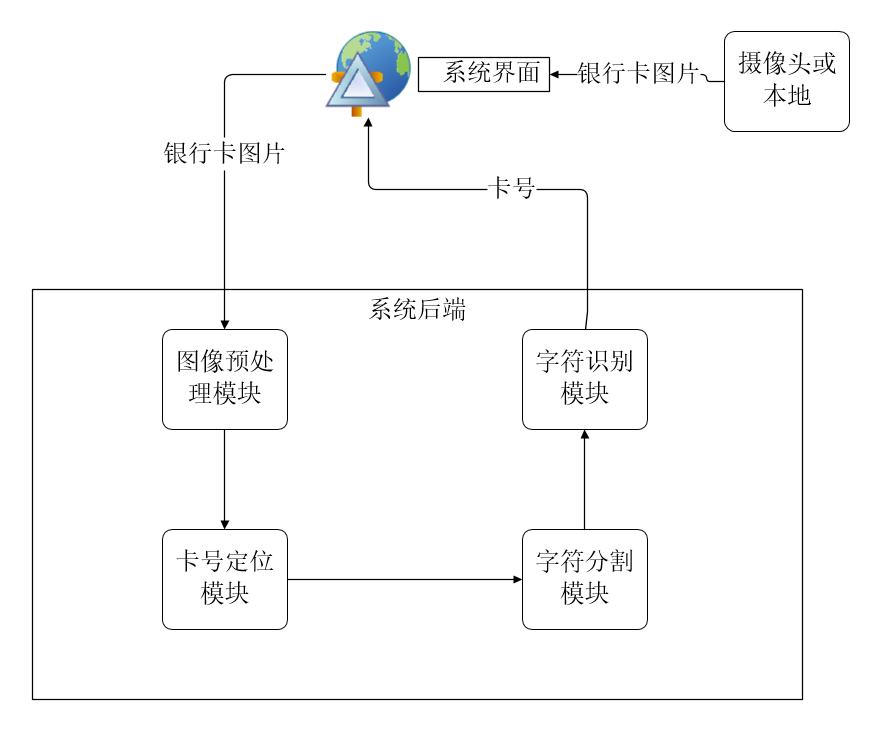 系统界面
银行卡图片
摄像头或
本地
银行卡图片
卡号
系统后端
图像预处
理模块
字符识别
模块
卡号定位
模块
字符分割
模块